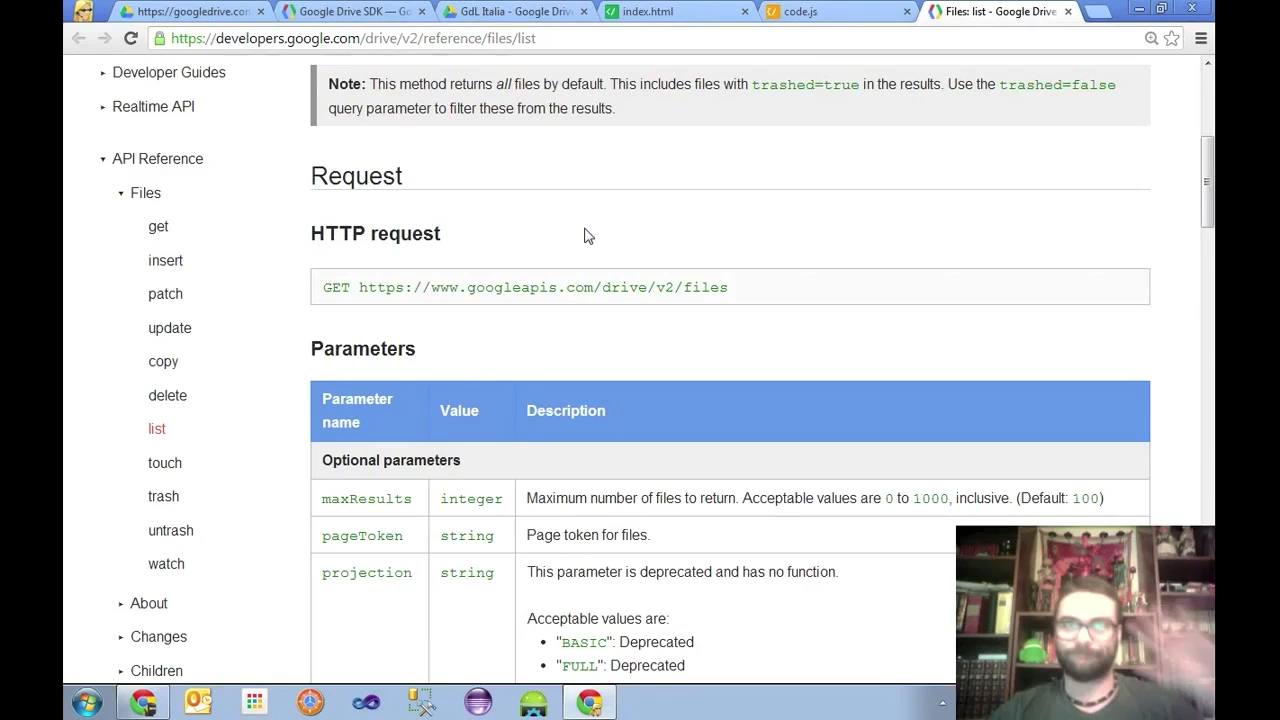 https://googledrive.con
Google Drive SDK — Go
GdL Italia - Google Driv
index.html
code.js
Files: list - Google Drive
https://developers.google.com/drive/v2/reference/files/list
Developer Guides
Realtime API
API Reference
Files
get
insert
patch
update
copy
delete
list
touch
trash
untrash
watch
About
Changes
Children
Note: This method returns all files by default. This includes files with trashed=true in the results. Use the trashed=false
query parameter to filter these from the results.
Request
HTTP request
GET https://www.googleapis.com/drive/v2/files
Parameters
Parameter
name
Value
Description
Optional parameters
maxResults integer Maximum number of files to return. Acceptable values are 0 to 1000, inclusive. (Default: 100)
pageToken string Page token for files.
projection string This parameter is deprecated and has no function.
Acceptable values are:
• "BASIC": Deprecated
• "FULL": Deprecated